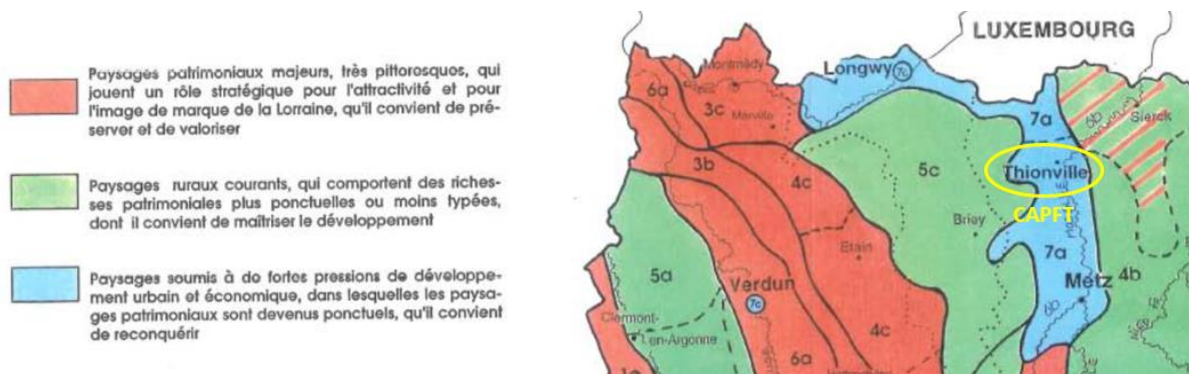 Paysages patrimoniaux majeurs, très pittorosques, qui
jouent un rôle stratégique pour l'attractivité et pour
l'image de marque de la Lorraine, qu'il convient de pré-
server et de valoriser
Paysages ruraux courants, qui comportent des riches-
ses patrimoniales plus ponctuelles ou moins typées,
dont il convient de maîtriser le développement
Paysages soumis à do fortes pressions de développe-
ment urbain et économique, dans lesquelles les paysa-
ges patrimoniaux sont devenus ponctuels, qu'il convient
de reconquérir
LUXEMBOURG
Montmédy
Longwy
7c
6a
3c
Marville
7a
6b
Sierck
3b
4c
5c
Thionville
CAPFT
Briey
Etain
5a
Verdun
7c
7a
Metz
4b
Clermont-
en-Argonne
6a
4c
6b